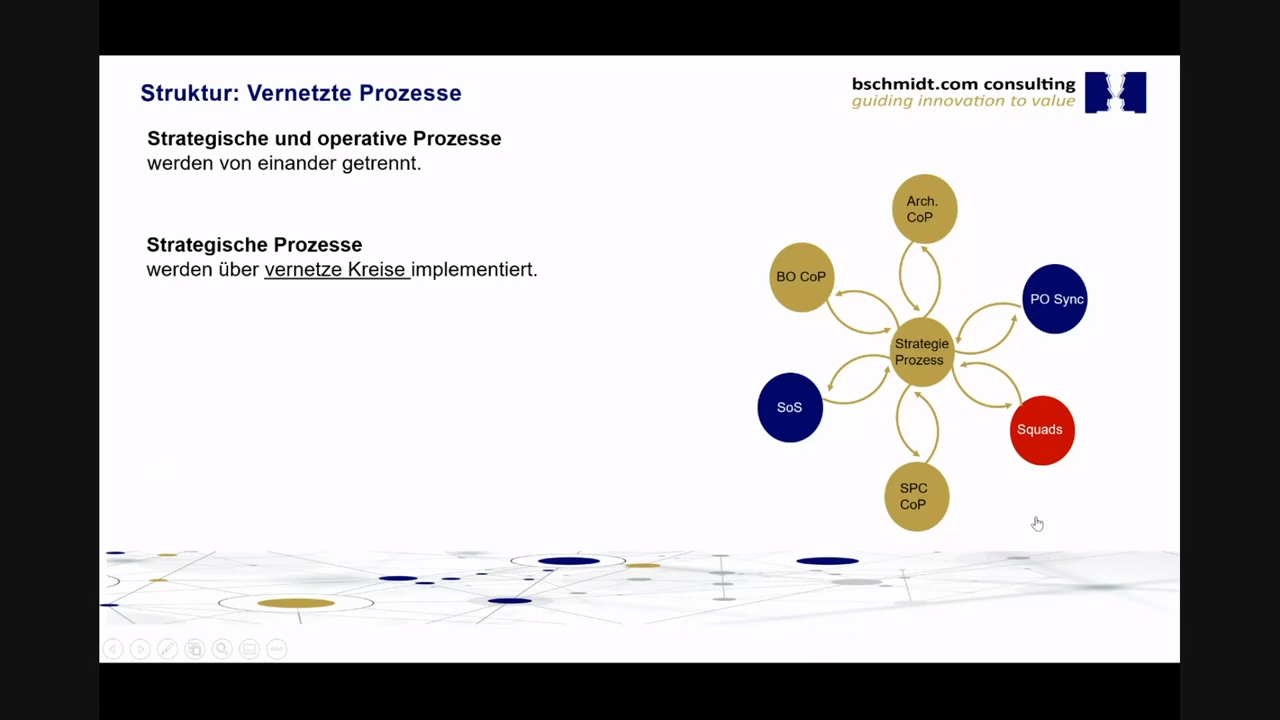 Struktur: Vernetzte Prozesse
bschmidt.com consulting
guiding innovation to value
Strategische und operative Prozesse
werden von einander getrennt.
Strategische Prozesse
werden über vernetze Kreise implementiert.
Arch.
CoP
BO CoP
PO Sync
Strategie
Prozess
SoS
Squads
SPC
CoP